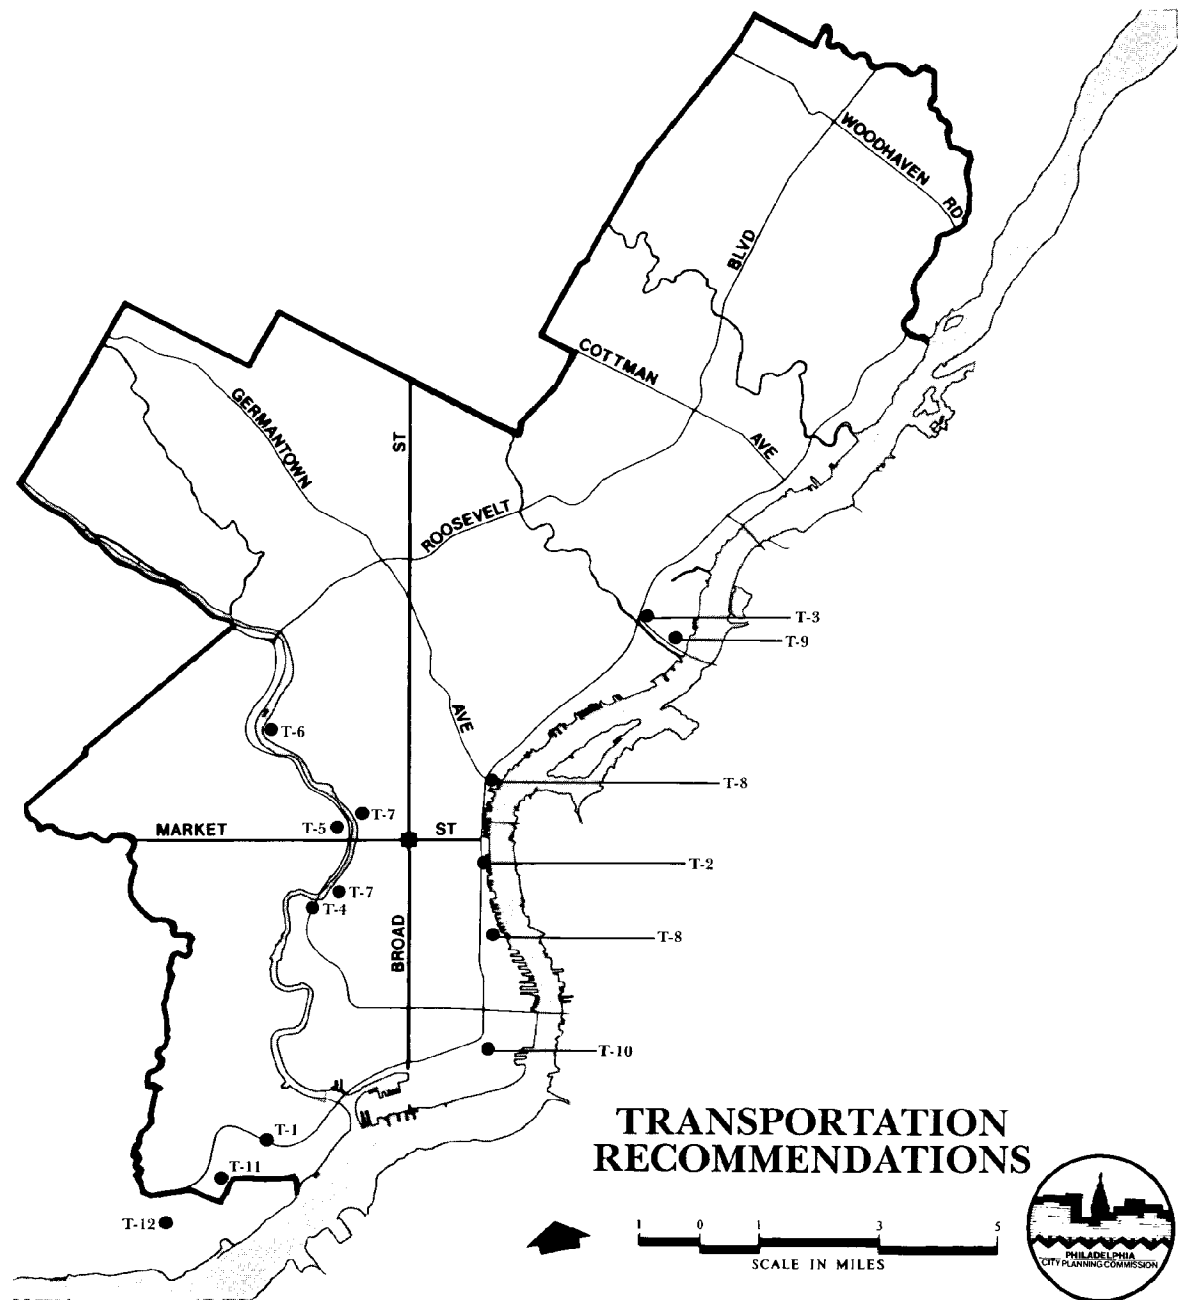 WOODHAVEN RD
BLVD
COTTMAN AVE
GERMANTOWN AVE
ST
ROOSEVELT
T-3
T-9
T-6
T-8
T-7
T-5
MARKET ST
T-2
T-7
T-4
T-8
BROAD
T-10
T-1
T-11
T-12
TRANSPORTATION
RECOMMENDATIONS
1 0 1 3 5
SCALE IN MILES
PHILADELPHIA
CITY PLANNING COMMISSION